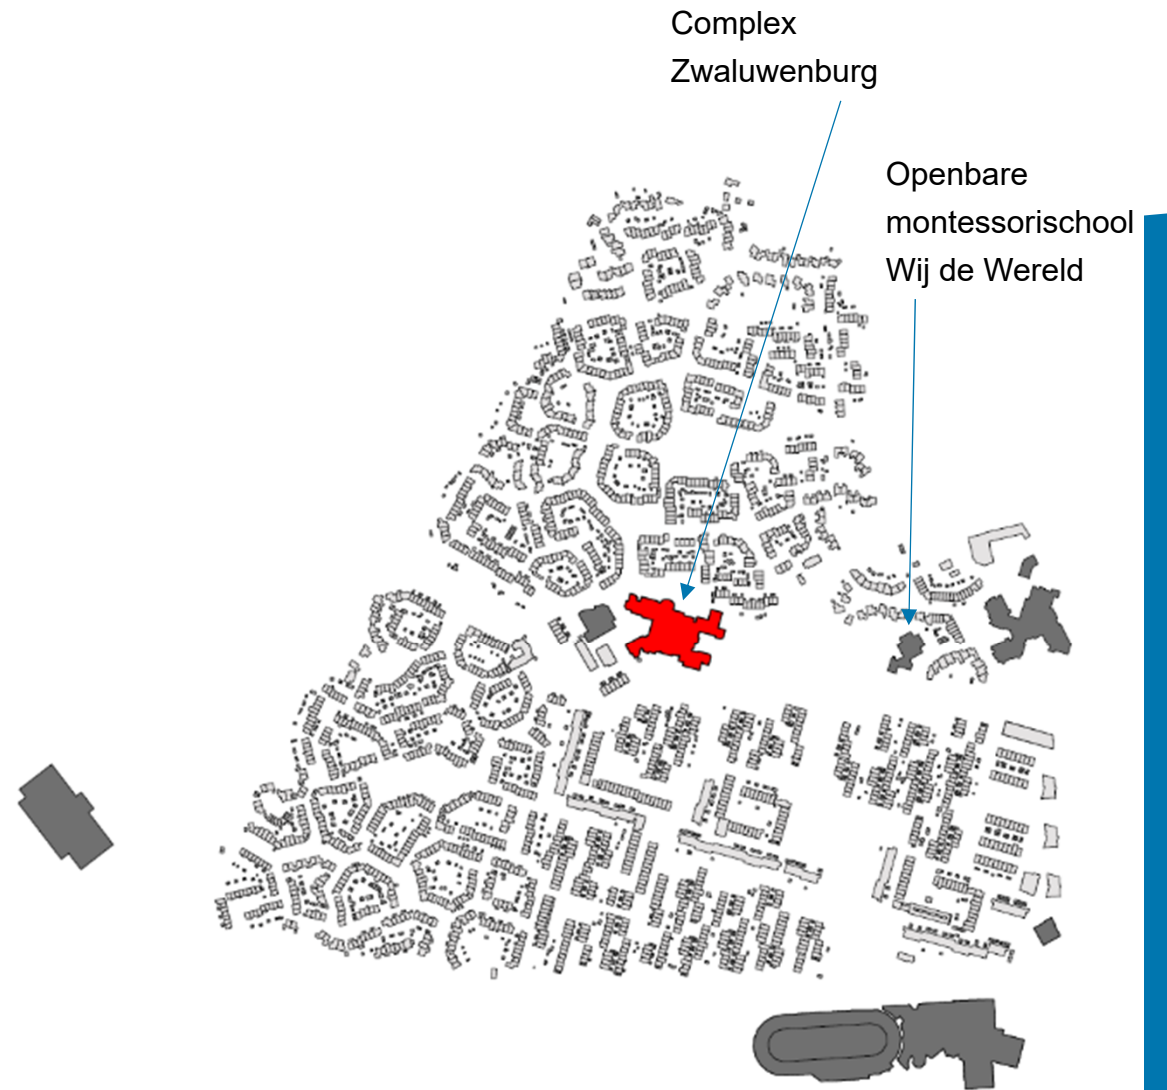 Complex
Zwaluwenburg
Openbare
montessorischool
Wij de Wereld